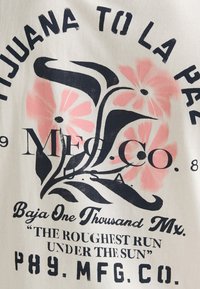 TIJUANA TO LA PAZ
9 8
MFG.CO.
U.S.A.
Baja One Thousand Mx.
"THE ROUGHEST RUN
UNDER THE SUN"
PHY. MFG. CO.